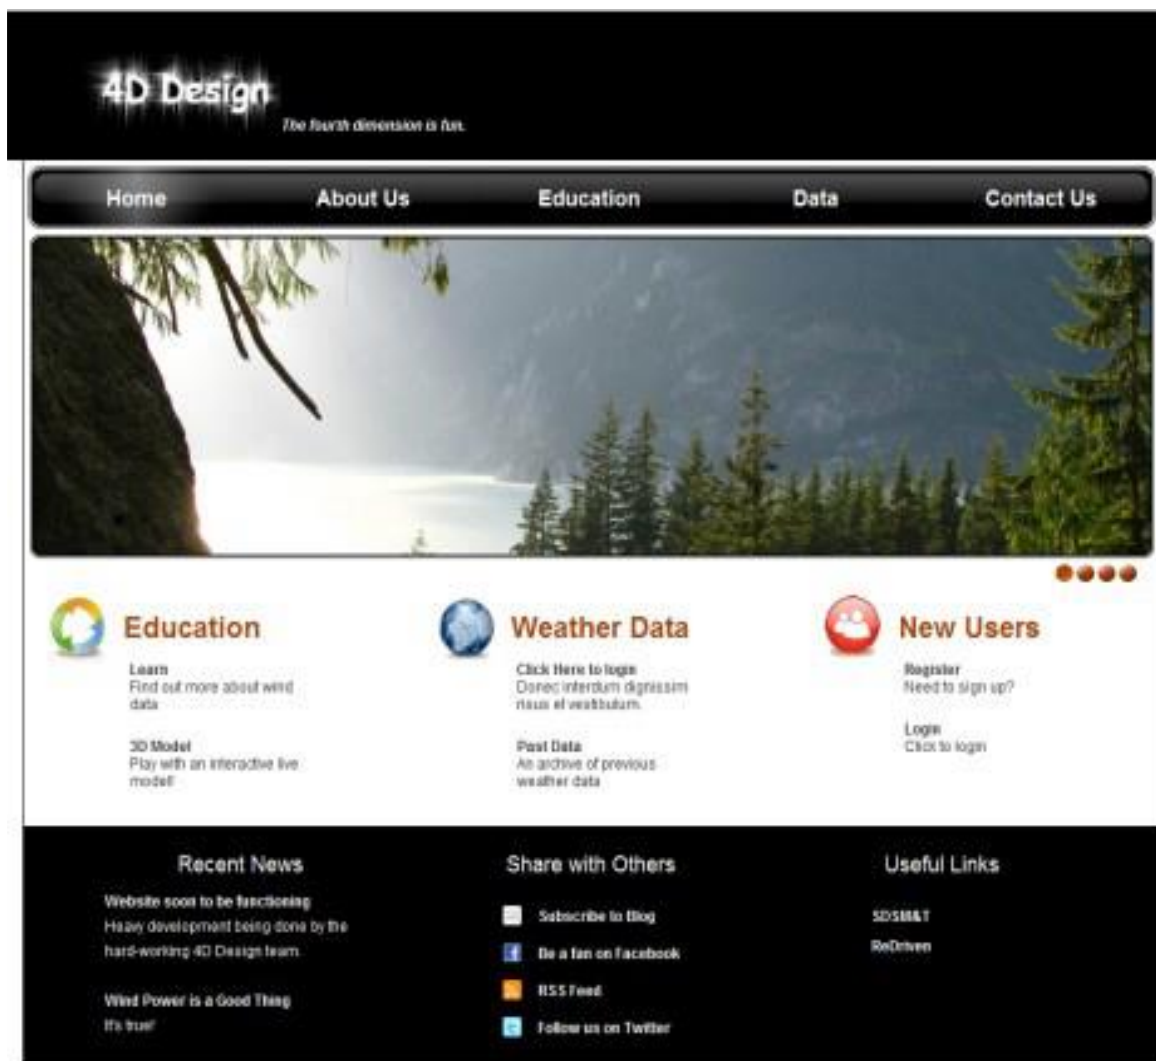 4D Design
The fourth dimension is fun.
Home About Us Education Data Contact Us
Education
Learn
Find out more about wind
data
3D Model
Play with an interactive live
model!
Weather Data
Click Here to login
Donec interdum dignissim
risus et vestibulum.
Past Data
An archive of previous
weather data
New Users
Register
Need to sign up?
Login
Click to login
Recent News
Website soon to be functioning
Heavy development being done by the
hard-working 4D Design team.
Wind Power is a Good Thing
It's true!
Share with Others
Subscribe to Blog
Be a fan on Facebook
RSS Feed
Follow us on Twitter
Useful Links
SDSM&T
ReDriven